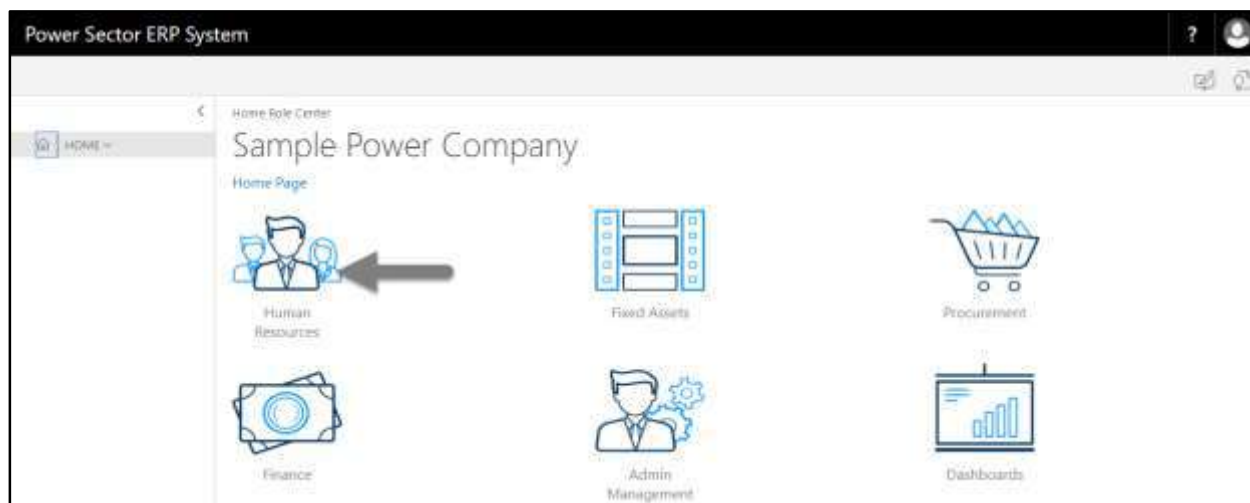 Power Sector ERP System
?
Home Role Center
HOME
Sample Power Company
Home Page
Human
Resources
Fixed Assets
Procurement
Finance
Admin
Management
Dashboards